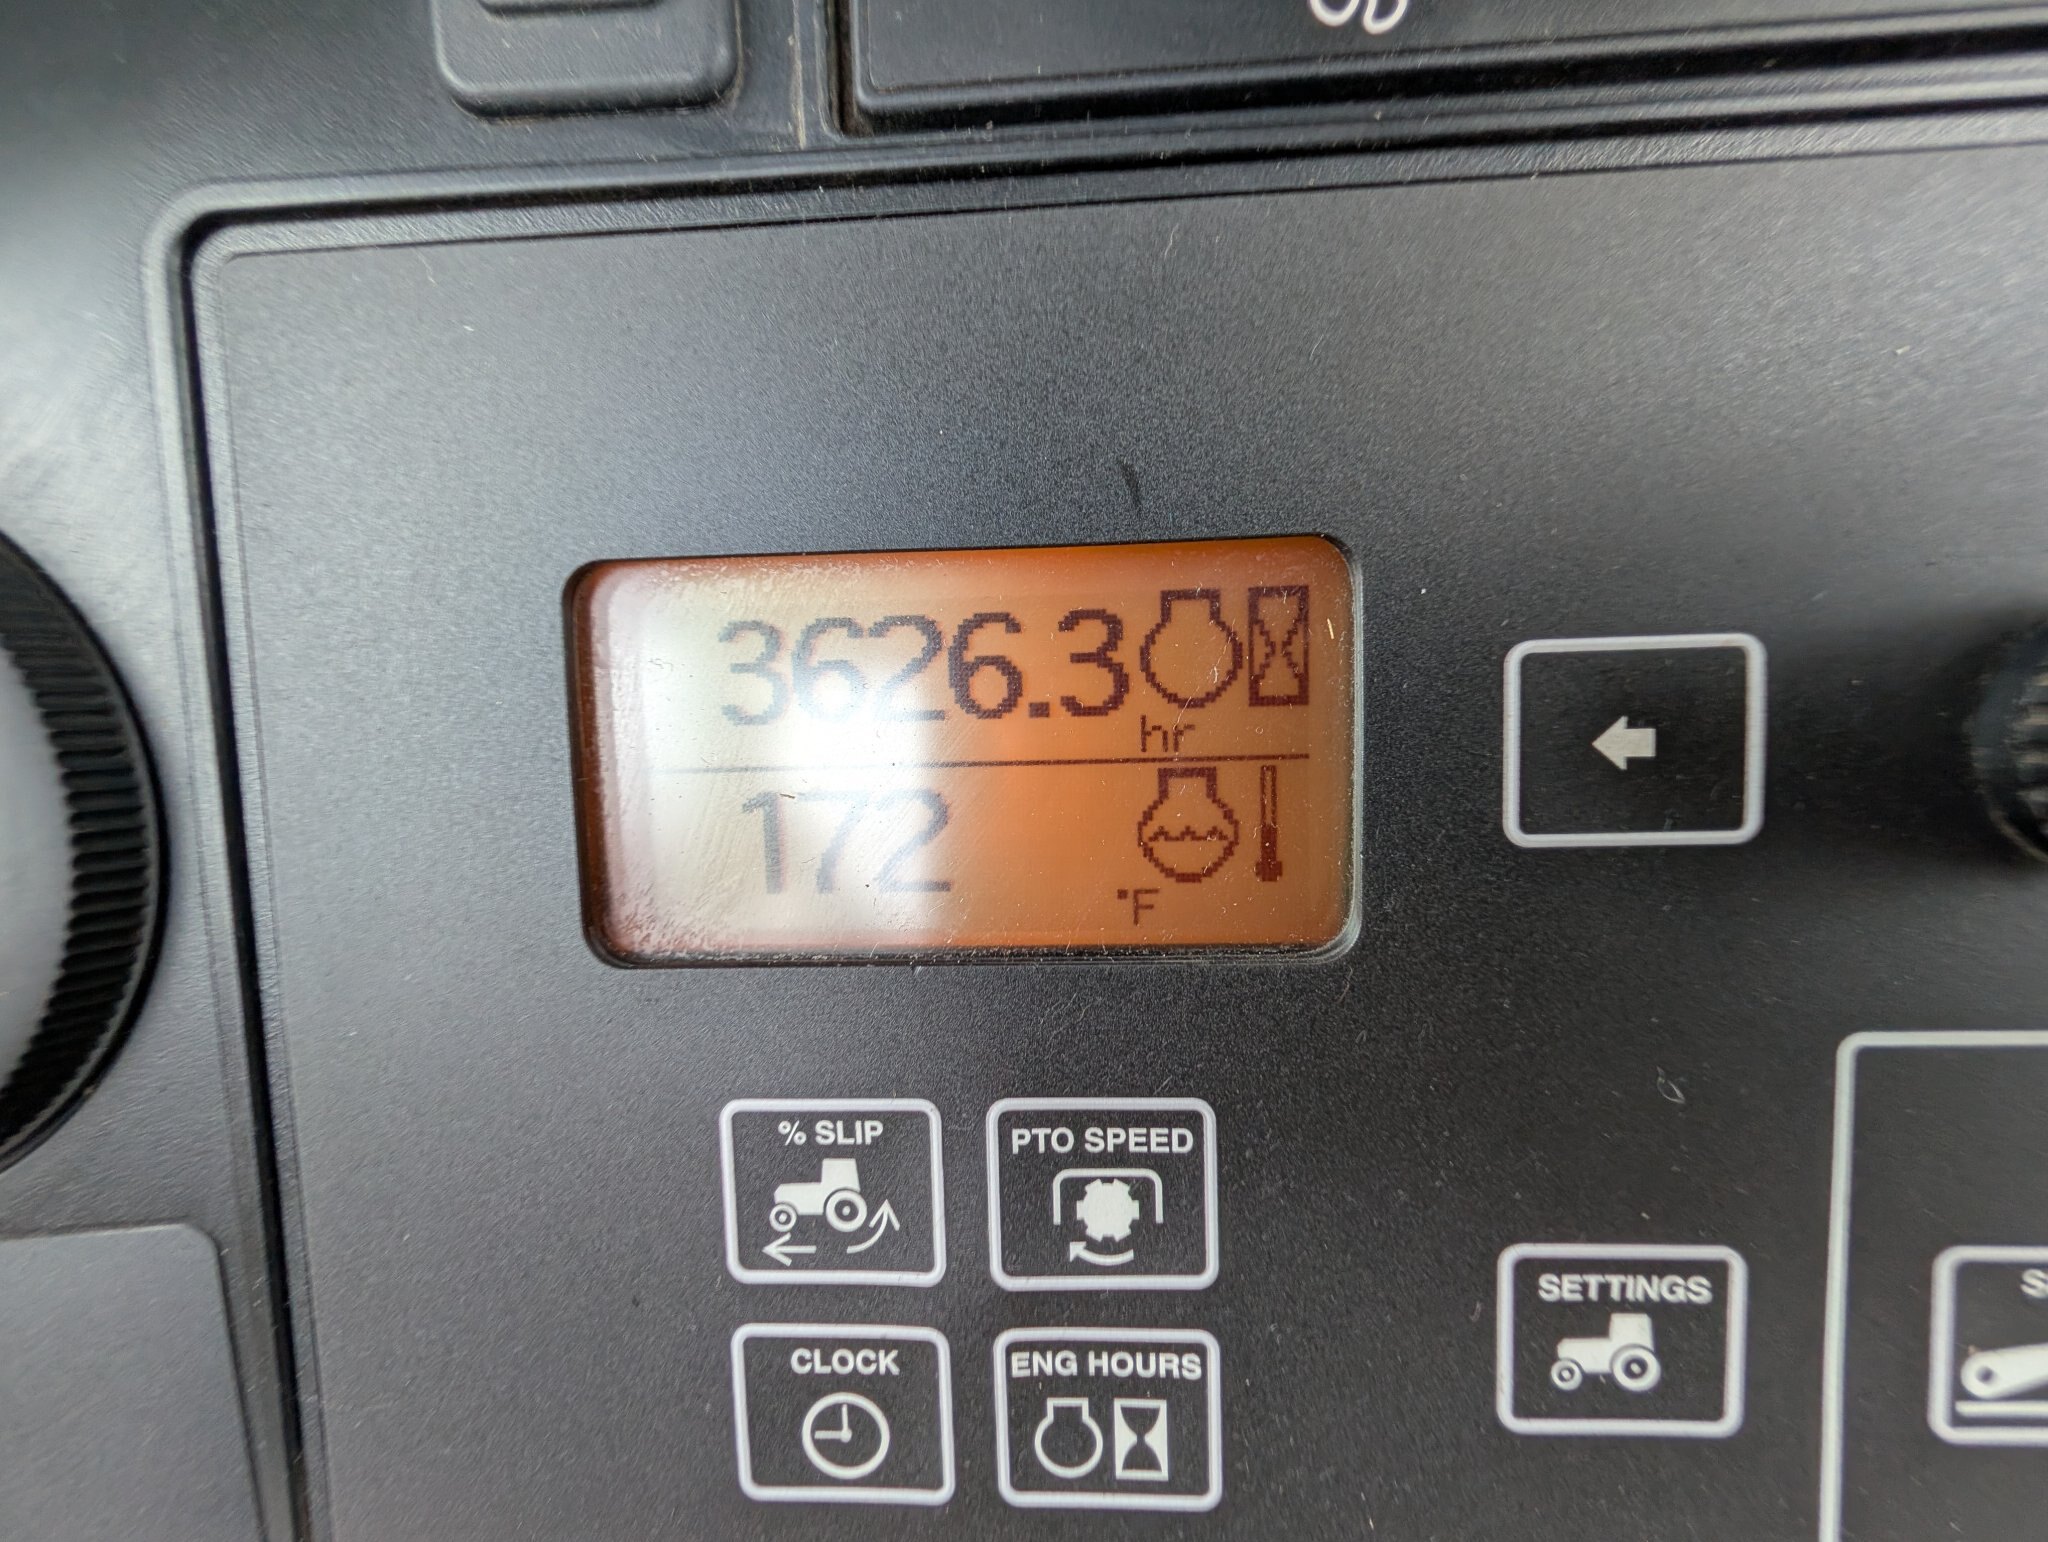 3626.3
hr
172
°F
% SLIP
PTO SPEED
CLOCK
ENG HOURS
SETTINGS